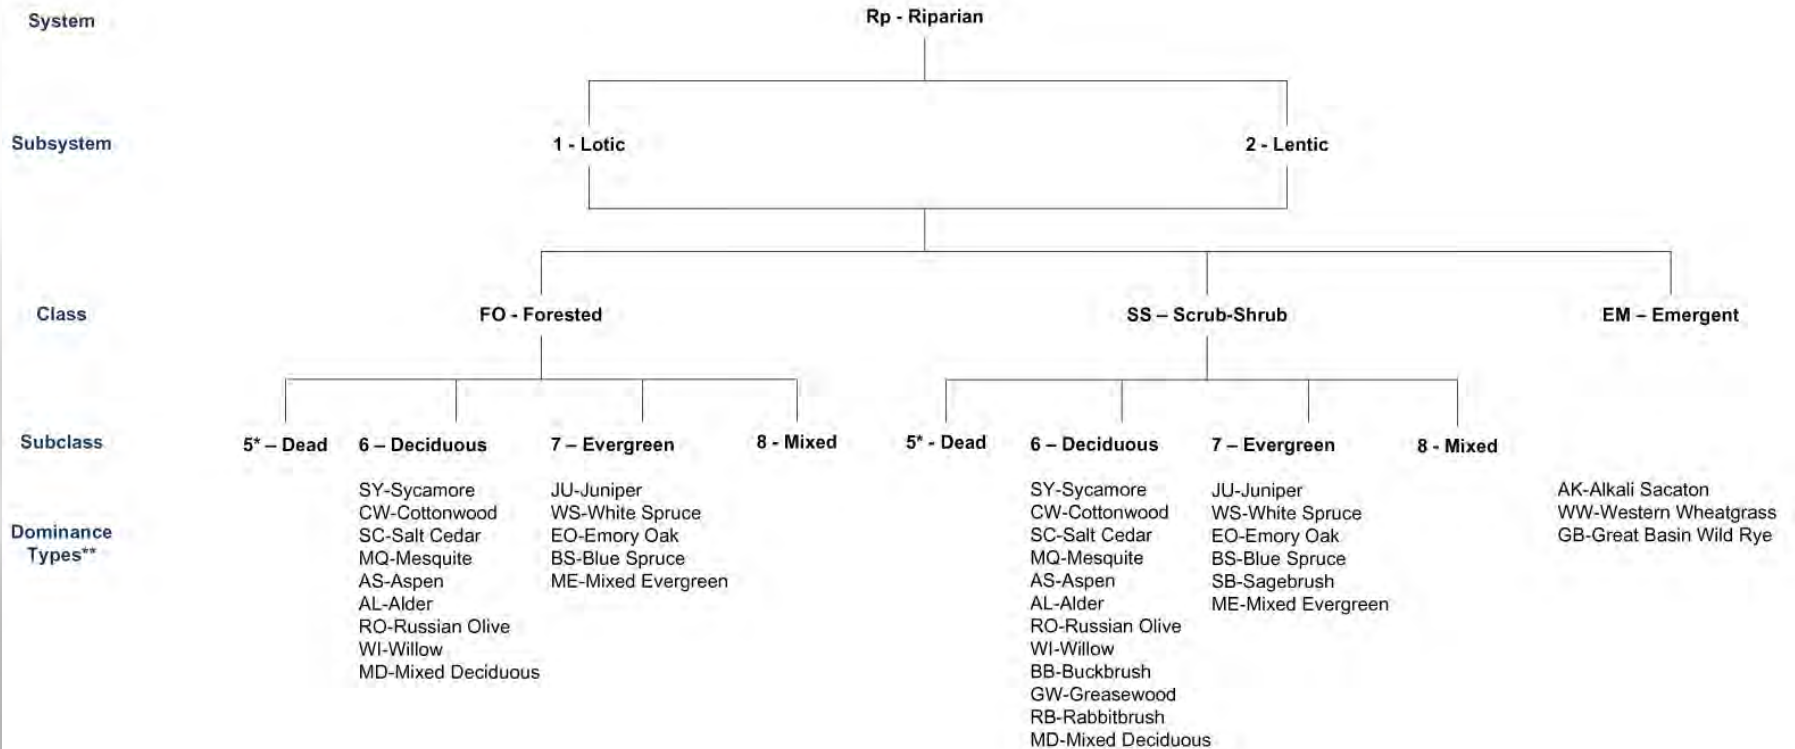 System
Rp - Riparian
Subsystem
1 - Lotic
2 - Lentic
Class
FO - Forested
SS – Scrub-Shrub
EM – Emergent
Subclass
5* – Dead
6 – Deciduous
7 – Evergreen
8 - Mixed
5* - Dead
6 – Deciduous
7 – Evergreen
8 - Mixed
Dominance
Types**
SY-Sycamore
CW-Cottonwood
SC-Salt Cedar
MQ-Mesquite
AS-Aspen
AL-Alder
RO-Russian Olive
WI-Willow
MD-Mixed Deciduous
JU-Juniper
WS-White Spruce
EO-Emory Oak
BS-Blue Spruce
ME-Mixed Evergreen
SY-Sycamore
CW-Cottonwood
SC-Salt Cedar
MQ-Mesquite
AS-Aspen
AL-Alder
RO-Russian Olive
WI-Willow
BB-Buckbrush
GW-Greasewood
RB-Rabbitbrush
MD-Mixed Deciduous
JU-Juniper
WS-White Spruce
EO-Emory Oak
BS-Blue Spruce
SB-Sagebrush
ME-Mixed Evergreen
AK-Alkali Sacaton
WW-Western Wheatgrass
GB-Great Basin Wild Rye